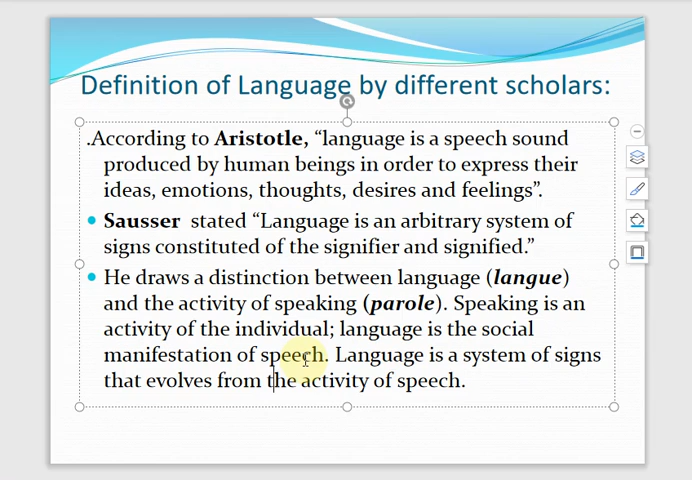 Definition of Language by different scholars:
.According to Aristotle, “language is a speech sound
produced by human beings in order to express their
ideas, emotions, thoughts, desires and feelings”.
• Sausser stated “Language is an arbitrary system of
signs constituted of the signifier and signified.”
• He draws a distinction between language (langue)
and the activity of speaking (parole). Speaking is an
activity of the individual; language is the social
manifestation of speech. Language is a system of signs
that evolves from the activity of speech.